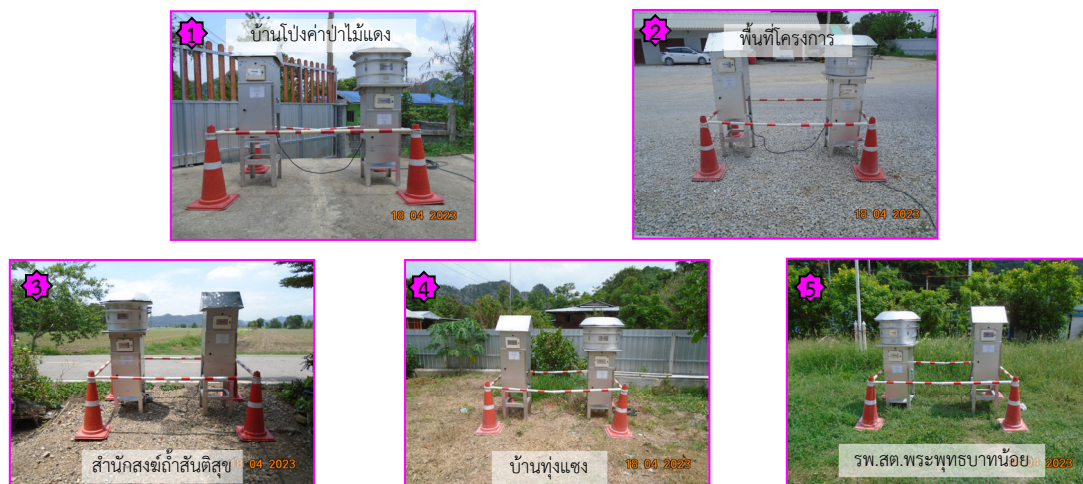 1
บ้านโป่งค่าป่าไม้แดง
18 04 2023
2
พื้นที่โครงการ
18 04 2023
3
สำนักสงฆ์ถ้ำสันติสุข
18 04 2023
4
บ้านทุ่งแซง
18 04 2023
5
รพ.สต.พระพุทธบาทน้อย
2023